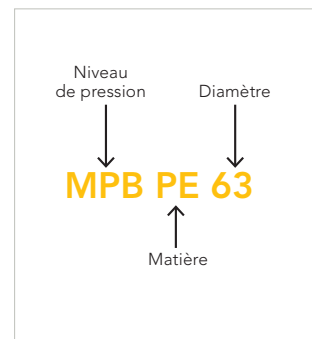 Niveau
de pression
Diamètre
MPB PE 63
Matière